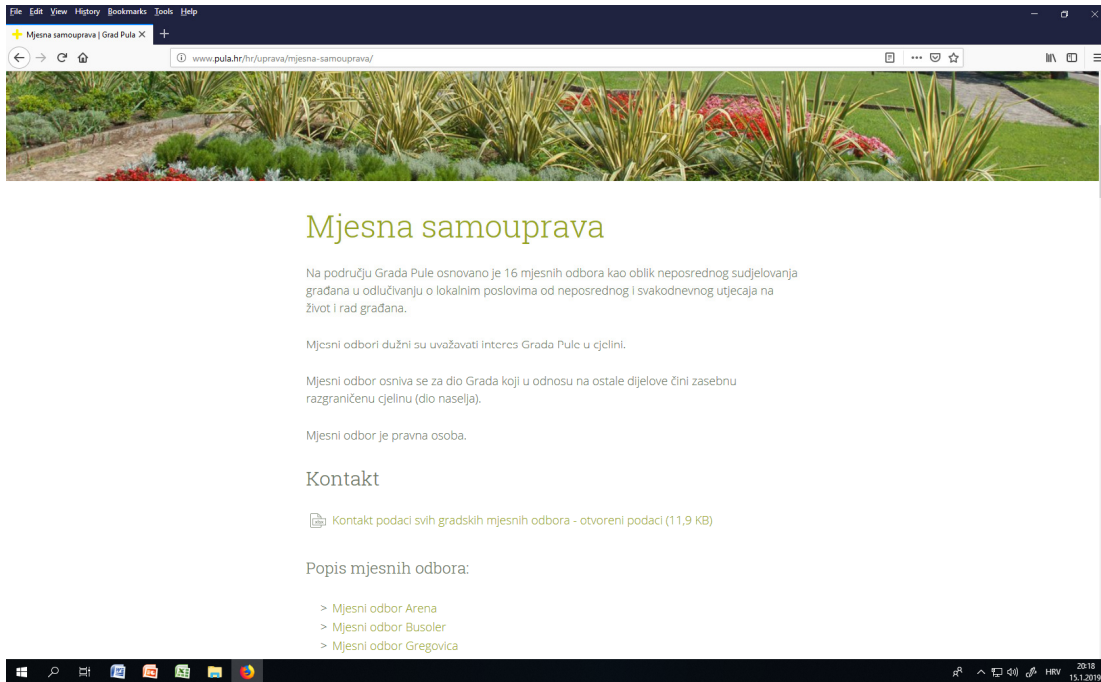 File Edit View History Bookmarks Tools Help
Mjesna samouprava | Grad Pula
www.pula.hr/hr/uprava/mjesna-samouprava/
Mjesna samouprava
Na području Grada Pule osnovano je 16 mjesnih odbora kao oblik neposrednog sudjelovanja
građana u odlučivanju o lokalnim poslovima od neposrednog i svakodnevnog utjecaja na
život i rad građana.
Mjesni odbori dužni su uvažavati interes Grada Pule u cjelini.
Mjesni odbor osniva se za dio Grada koji u odnosu na ostale dijelove čini zasebnu
razgraničenu cjelinu (dio naselja).
Mjesni odbor je pravna osoba.
Kontakt
Kontakt podaci svih gradskih mjesnih odbora - otvoreni podaci (11,9 KB)
Popis mjesnih odbora:
> Mjesni odbor Arena
> Mjesni odbor Busoler
> Mjesni odbor Gregovica
HRV
20:18
15.1.2019